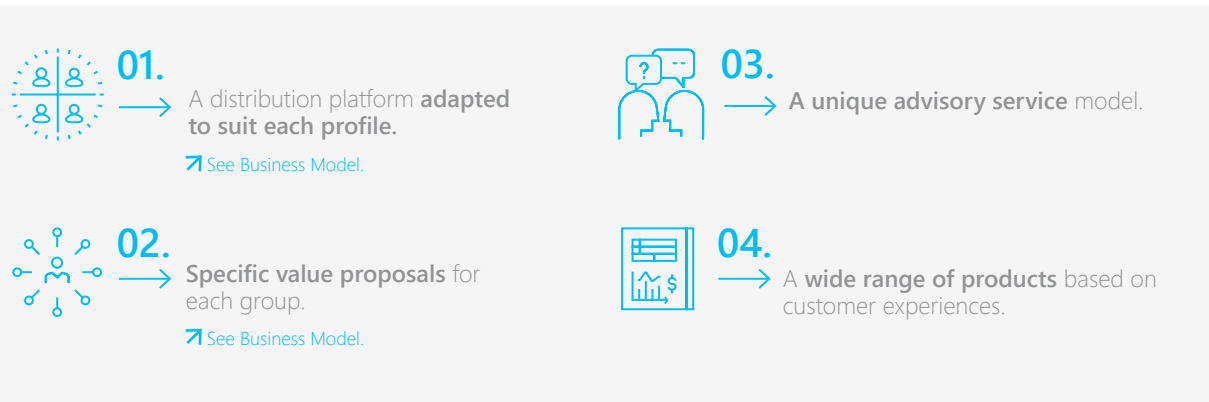 01.
A distribution platform adapted
to suit each profile.
See Business Model.
02.
Specific value proposals for
each group.
See Business Model.
?
03.
A unique advisory service model.
04.
$
A wide range of products based on
customer experiences.